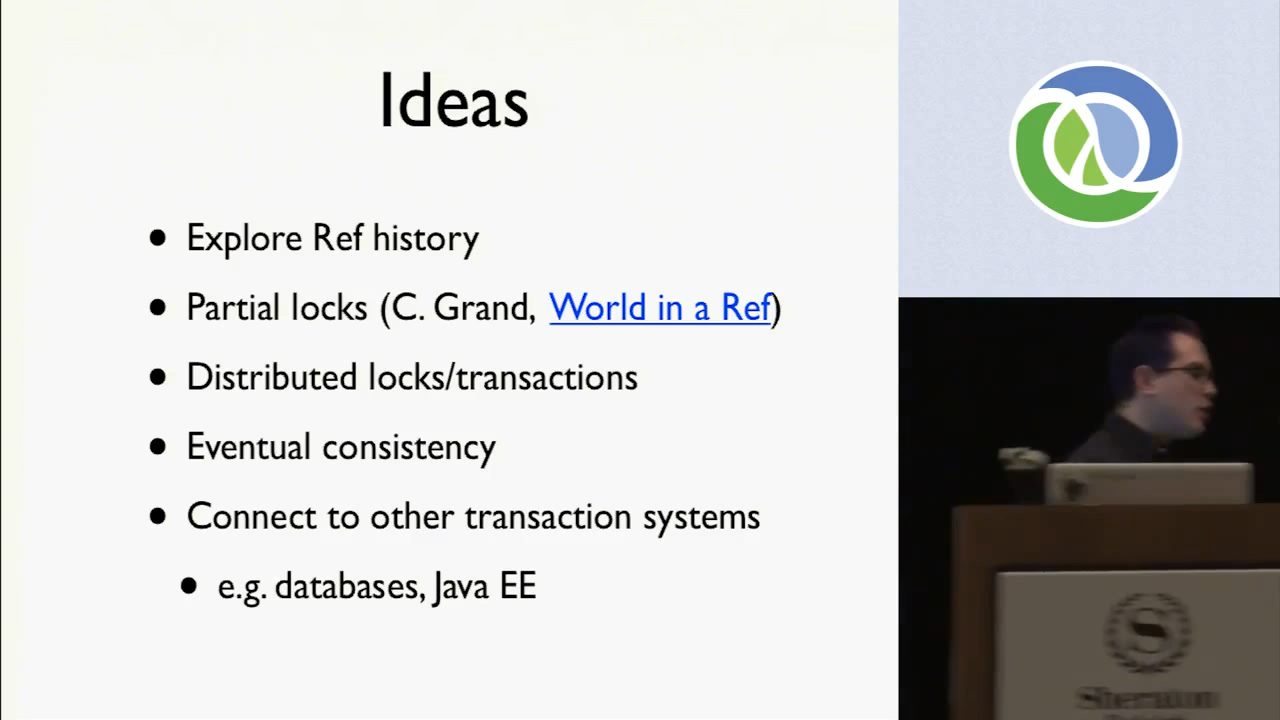 Ideas
• Explore Ref history
• Partial locks (C. Grand, World in a Ref)
• Distributed locks/transactions
• Eventual consistency
• Connect to other transaction systems
• e.g. databases, Java EE
S
Sheraton